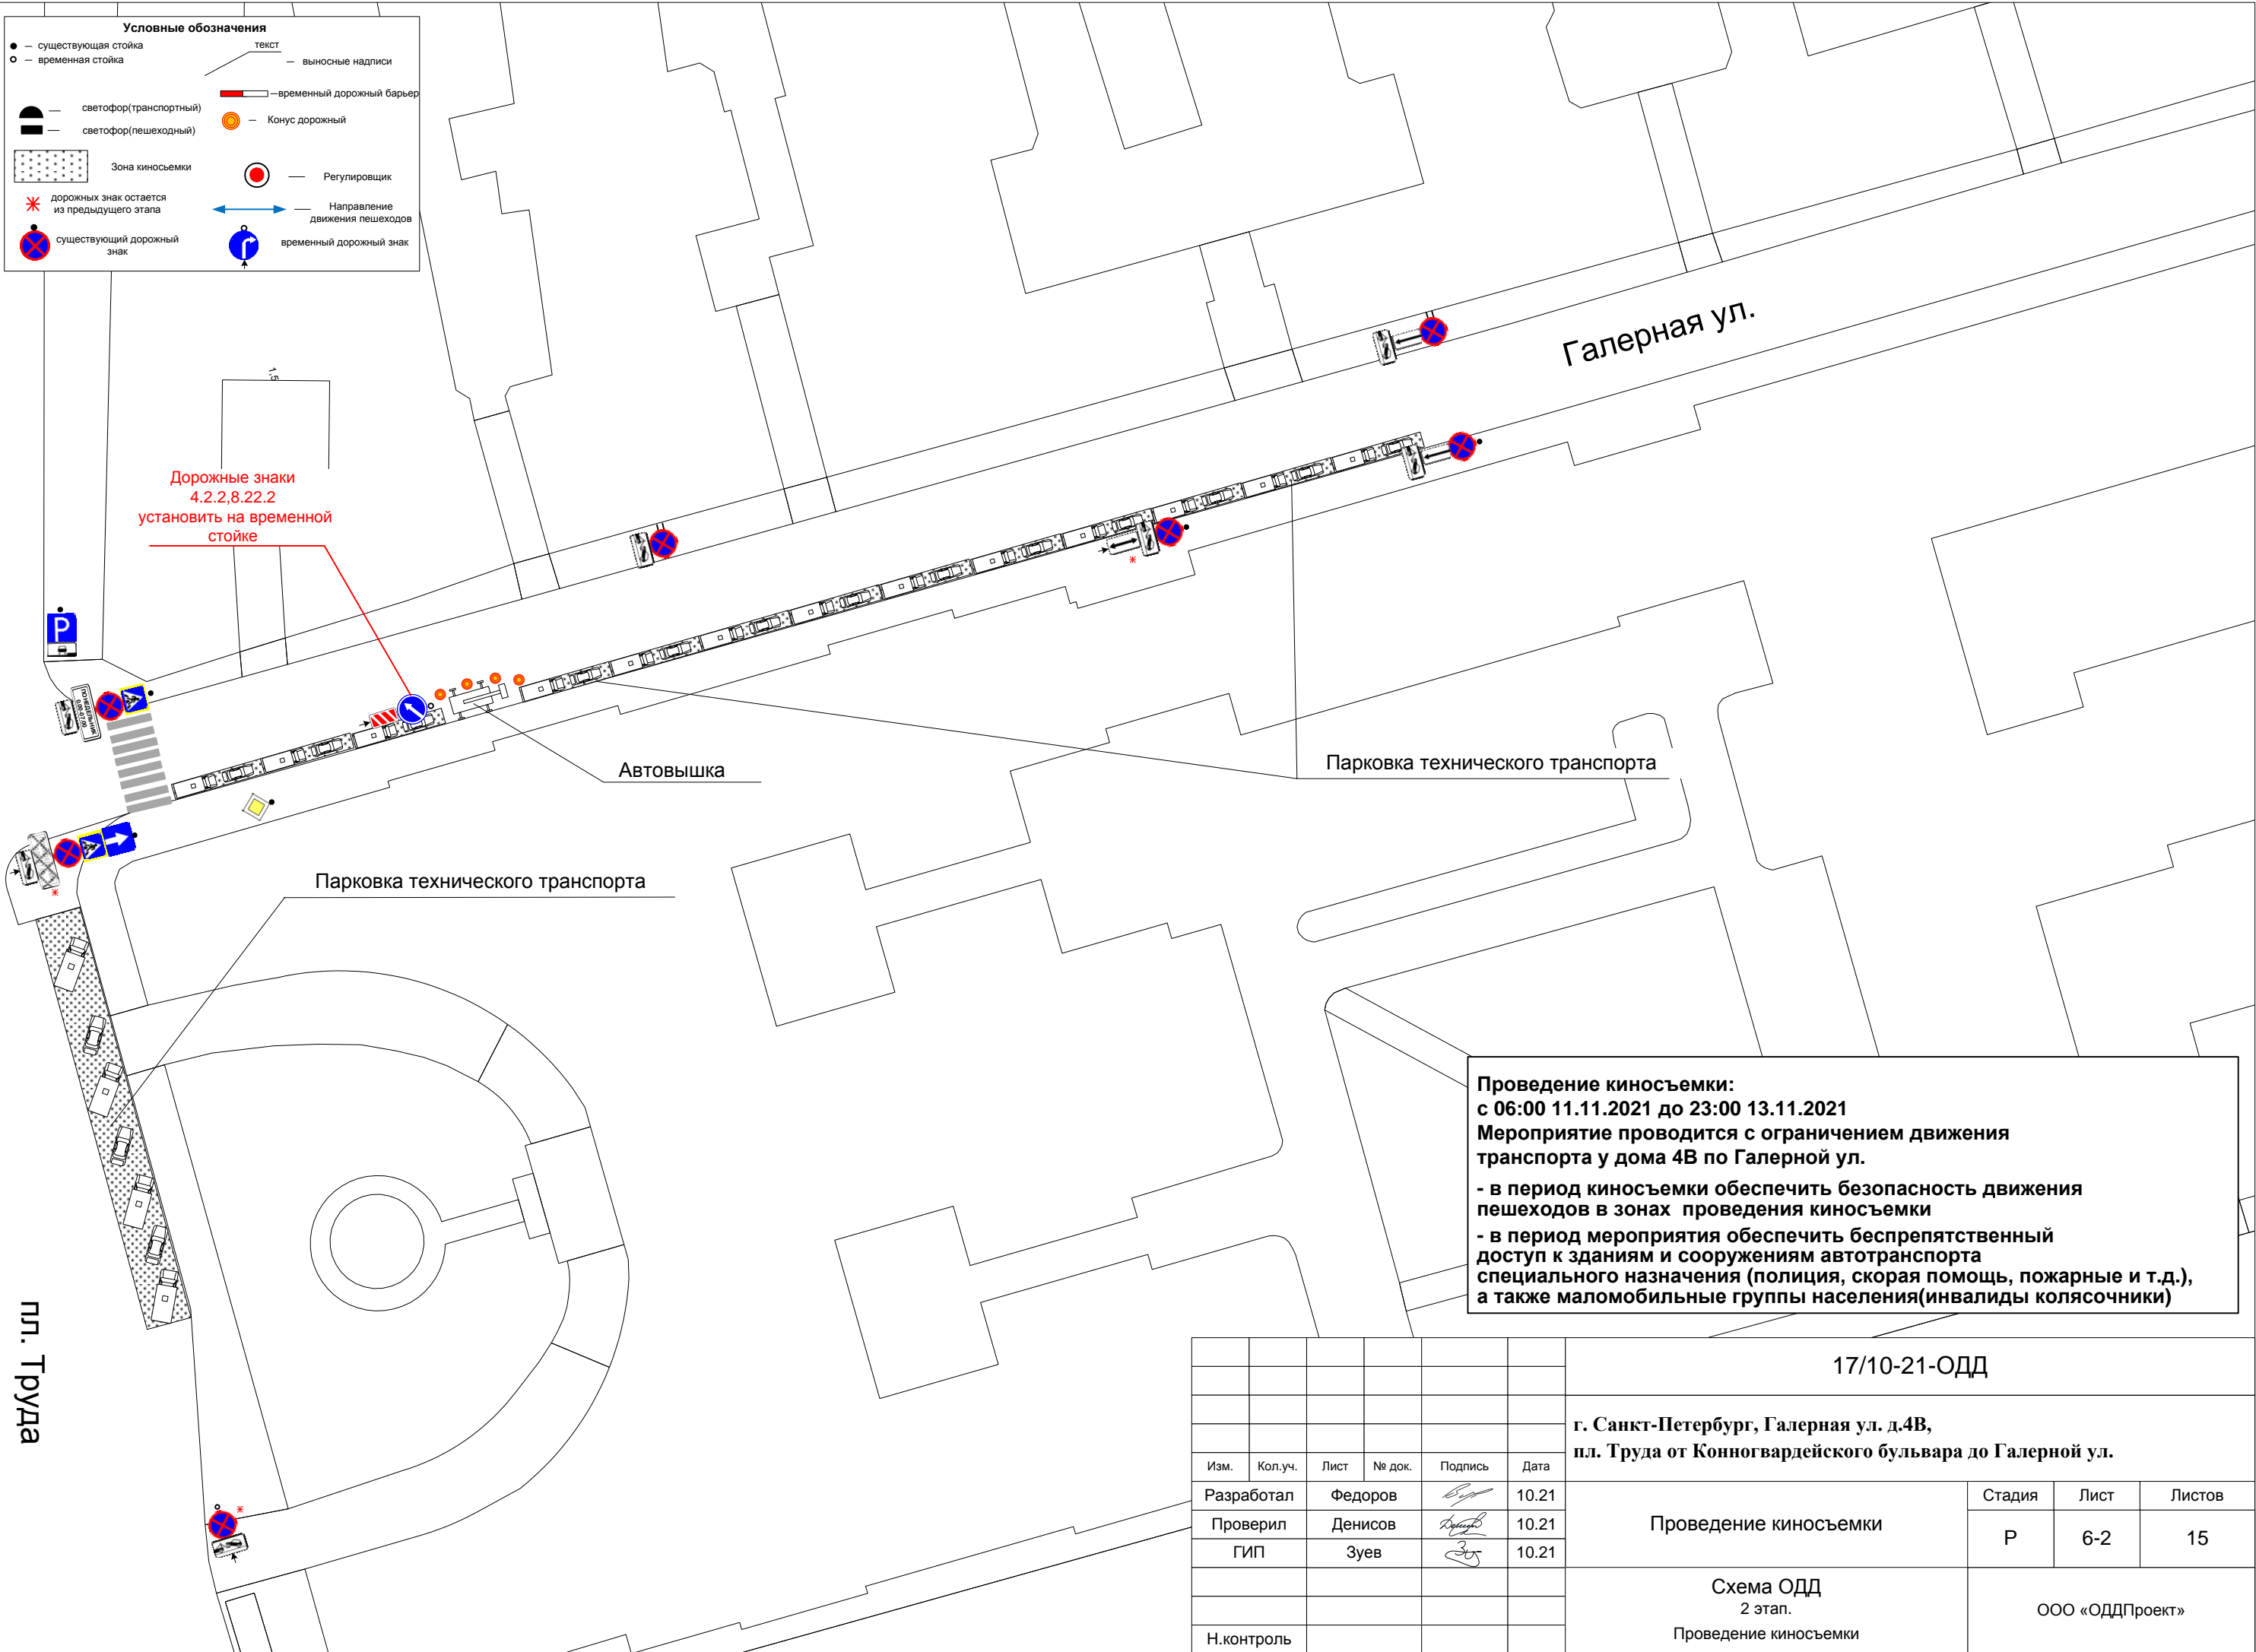 Условные обозначения
существующая стойка
временная стойка
текст
выносные надписи
временный дорожный барьер
светофор(транспортный)
светофор(пешеходный)
Конус дорожный
Зона киносьемки
Регулировщик
дорожных знак остается
из предыдущего этапа
Направление
движения пешеходов
существующий дорожный
знак
временный дорожный знак
1,5
Галерная ул.
Дорожные знаки
4.2.2,8.22.2
установить на временной
стойке
P
ПОНЕДЕЛЬНИК
0.00-07.00
Автовышка
Парковка технического транспорта
Парковка технического транспорта
пл. Труда
Проведение киносъемки:
с 06:00 11.11.2021 до 23:00 13.11.2021
Мероприятие проводится с ограничением движения
транспорта у дома 4В по Галерной ул.
- в период киносъемки обеспечить безопасность движения
пешеходов в зонах проведения киносъемки
- в период мероприятия обеспечить беспрепятственный
доступ к зданиям и сооружениям автотранспорта
специального назначения (полиция, скорая помощь, пожарные и т.д.),
а также маломобильные группы населения(инвалиды колясочники)
17/10-21-ОДД
г. Санкт-Петербург, Галерная ул. д.4В,
пл. Труда от Конногвардейского бульвара до Галерной ул.
Изм. Кол.уч. Лист № док. Подпись Дата
Разработал Федоров 10.21
Проверил Денисов 10.21
ГИП Зуев 10.21
Н.контроль
Проведение киносъемки
Стадия Лист Листов
Р 6-2 15
Схема ОДД
2 этап.
Проведение киносъемки
ООО «ОДДПроект»